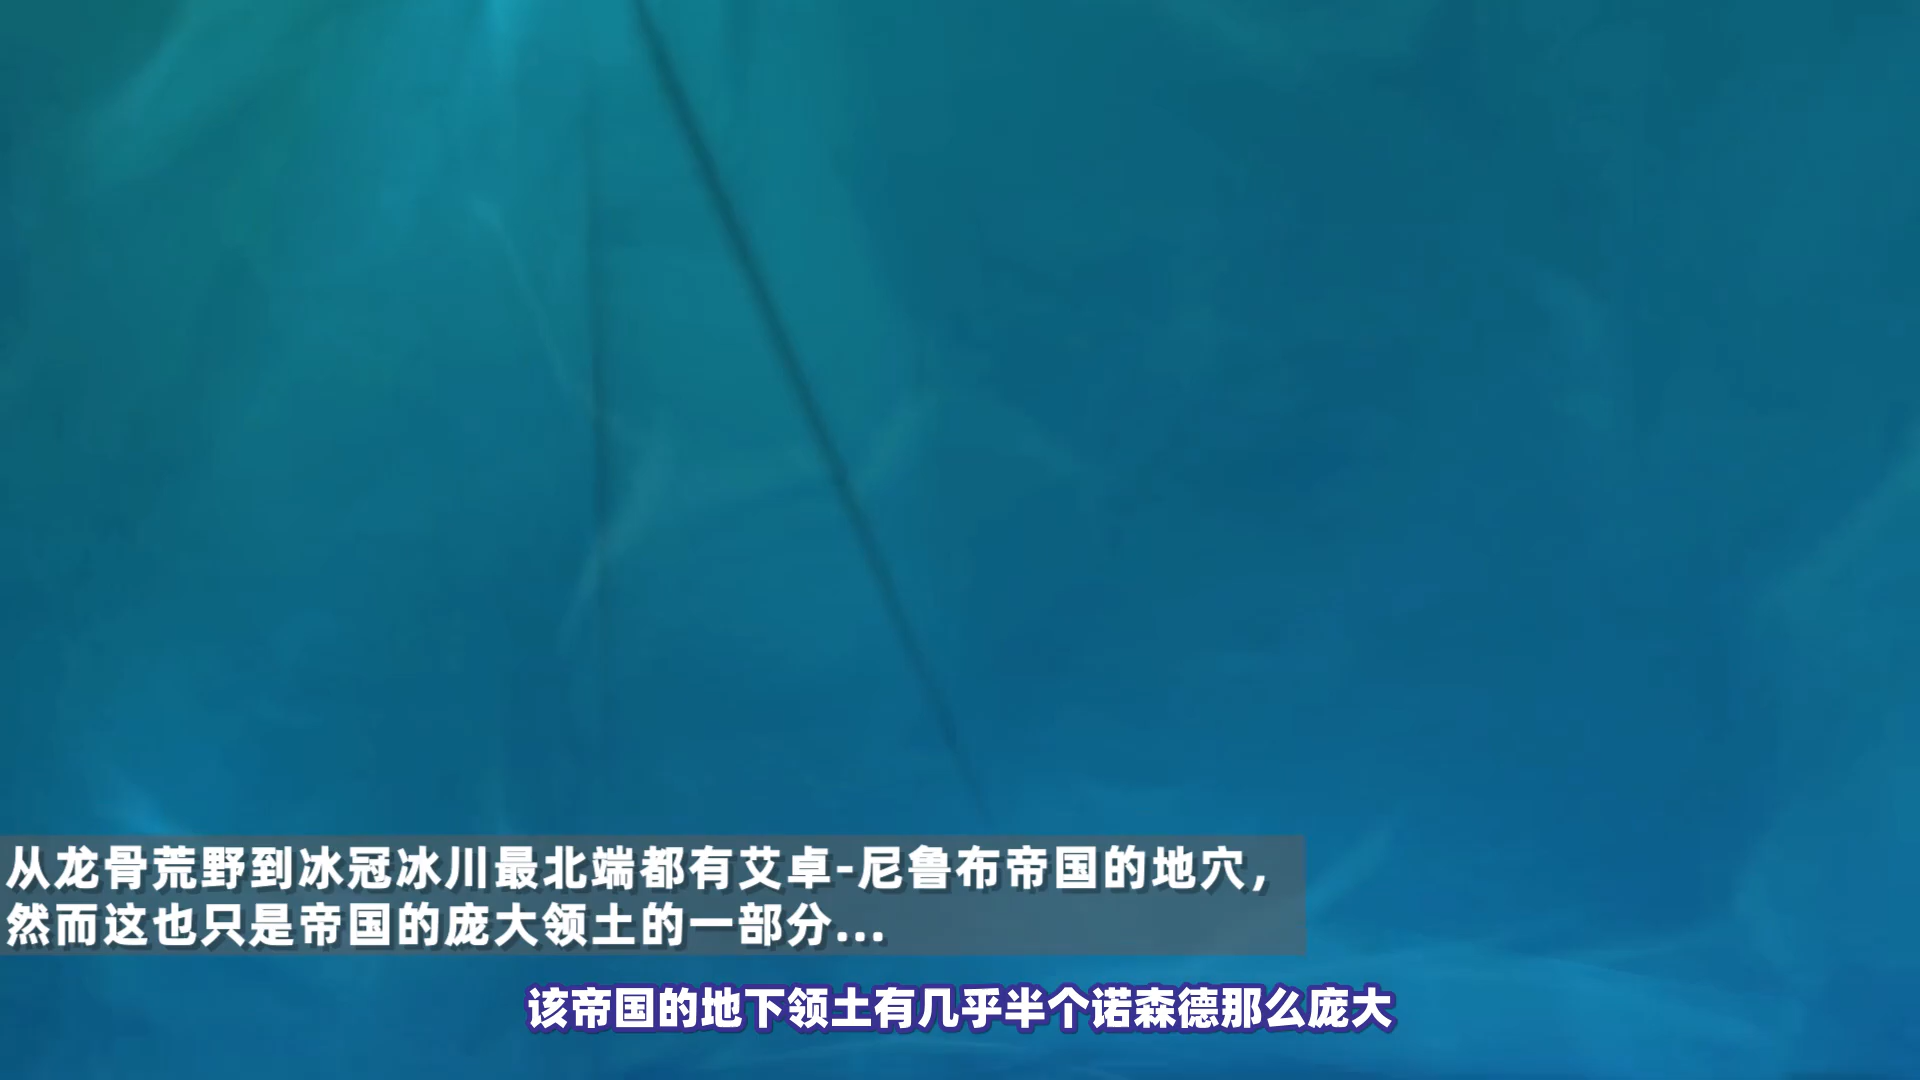 从龙骨荒野到冰冠冰川最北端都有艾卓-尼鲁布帝国的地穴，
然而这也只是帝国的庞大领土的一部分...
该帝国的地下领土有几乎半个诺森德那么庞大